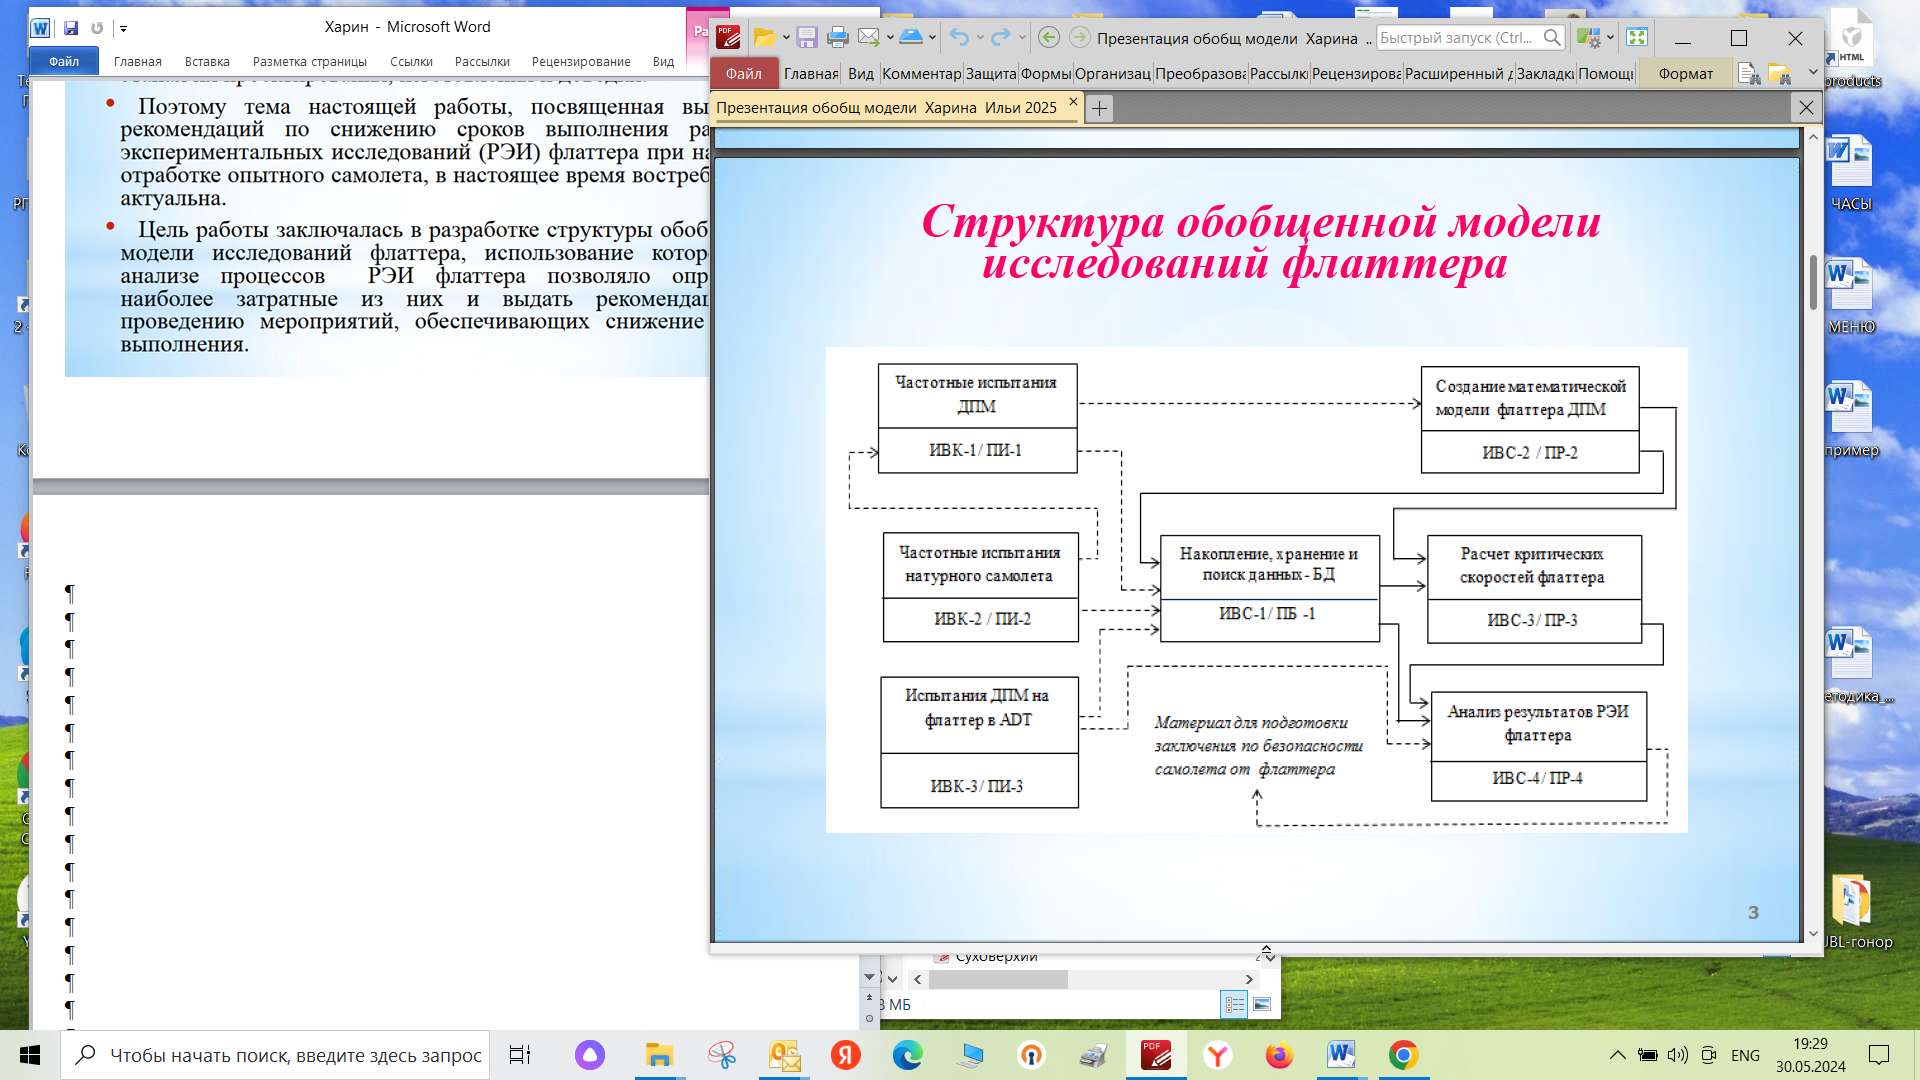 Харин - Microsoft Word
Файл
Главная
Вставка
Разметка страницы
Ссылки
Рассылки
Рецензирование
Вид
Поэтому тема настоящей работы, посвященная
рекомендаций по снижению сроков выполнения
экспериментальных исследований (РЭИ) флаттера при
отработке опытного самолета, в настоящее время
актуальна.
Цель работы заключалась в разработке структуры
модели исследований флаттера, использование
анализе процессов РЭИ флаттера позволяло
наиболее затратные из них и выдать
проведению мероприятий, обеспечивающих снижение
выполнения.
Презентация обобщ модели Харина ..
Быстрый запуск (Ctrl...
Файл
Главная
Вид
Комментар
Защита
Формы
Организац
Преобразова
Рассылк
Рецензирова
Расширенный д
Закладк
Помощ
Формат
Презентация обобщ модели Харина Ильи 2025
Структура обобщенной модели
исследований флаттера
Частотные испытания
ДПМ
ИВК-1/ ПИ-1
Создание математической
модели флаттера ДПМ
ИВС-2 / ПР-2
Частотные испытания
натурного самолета
ИВК-2 / ПИ-2
Накопление, хранение и
поиск данных - БД
ИВС-1/ ПБ -1
Расчет критических
скоростей флаттера
ИВС-3/ ПР-3
Испытания ДПМ на
флаттер в ADT
ИВК-3/ ПИ-3
Материал для подготовки
заключения по безопасности
самолета от флаттера
Анализ результатов РЭИ
флаттера
ИВС-4/ ПР-4
3
Суховерхий
МБ
HTML
products
ЧАСЫ
МЕНЮ
пример
етодика_...
JBL-гонор
Чтобы начать поиск, введите здесь запрос
ENG
19:29
30.05.2024